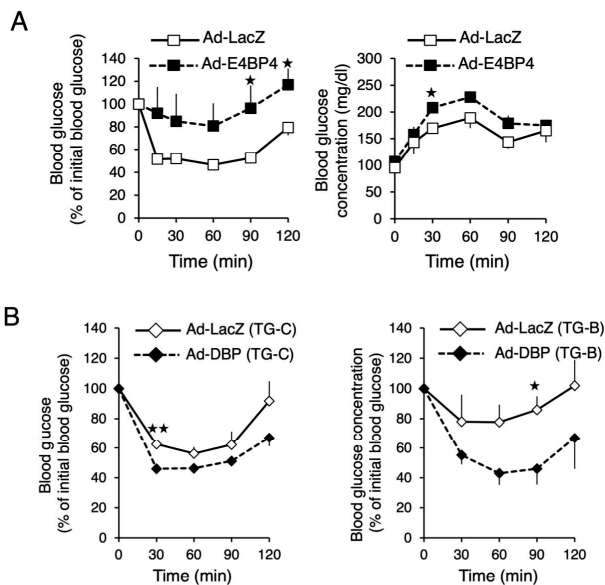 A
Ad-LacZ
Ad-E4BP4
Blood glucose
(% of initial blood glucose)
140
120
100
80
60
40
20
0
0 30 60 90 120
Time (min)
Ad-LacZ
Ad-E4BP4
Blood glucose
concentration (mg/dl)
300
250
200
150
100
50
0
0 30 60 90 120
Time (min)
B
Ad-LacZ (TG-C)
Ad-DBP (TG-C)
Blood gucose
(% of initial blood glucose)
140
120
100
80
60
40
20
0
0 30 60 90 120
Time (min)
Ad-LacZ (TG-B)
Ad-DBP (TG-B)
Blood glucose concentration
(% of initial blood glucose)
140
120
100
80
60
40
20
0
0 30 60 90 120
Time (min)